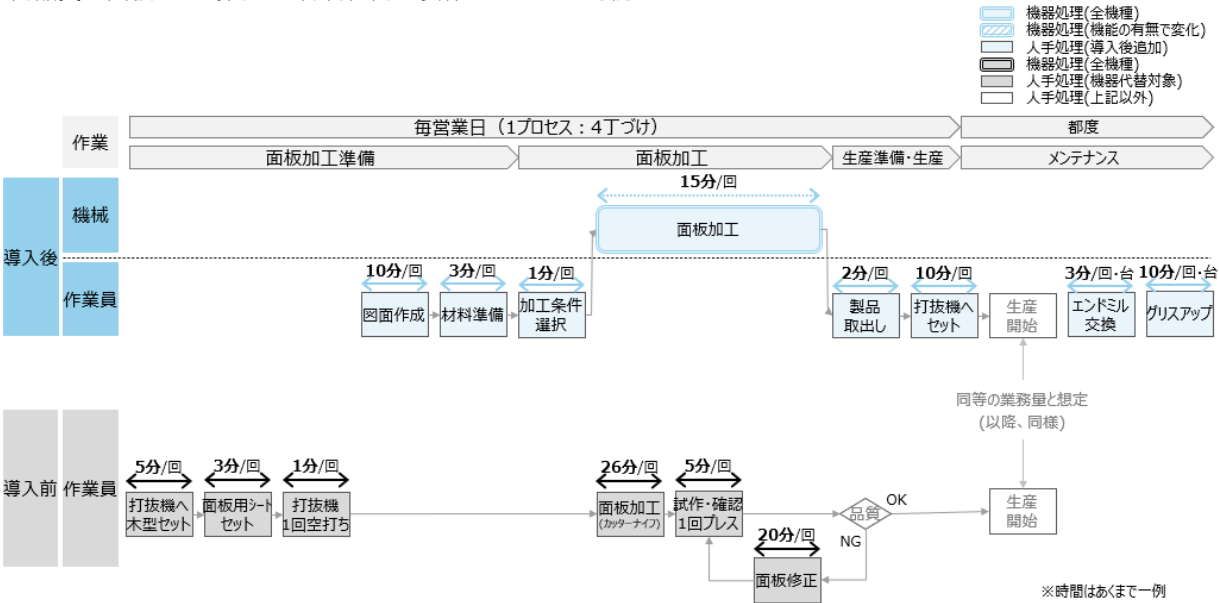 機器処理(全機種)
機器処理(機能の有無で変化)
人手処理(導入後追加)
機器処理(全機種)
人手処理(機器代替対象)
人手処理(上記以外)
作業
毎営業日（1プロセス：4丁づけ）
都度
面板加工準備
面板加工
生産準備・生産
メンテナンス
導入後
機械
15分/回
面板加工
作業員
10分/回
3分/回
1分/回
2分/回
10分/回
3分/回・台
10分/回・台
図面作成
材料準備
加工条件
選択
製品
取出し
打抜機へ
セット
生産
開始
エンドミル
交換
グリスアップ
同等の業務量と想定
(以降、同様)
導入前
作業員
5分/回
3分/回
1分/回
26分/回
5分/回
打抜機へ
木型セット
面板用シート
セット
打抜機
1回空打ち
面板加工
(カッターナイフ)
試作・確認
1回プレス
品質
OK
NG
生産
開始
20分/回
面板修正
※時間はあくまで一例